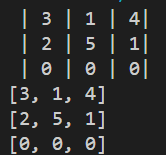 | 3 | 1 | 4|
| 2 | 5 | 1|
| 0 | 0 | 0|
[3, 1, 4]
[2, 5, 1]
[0, 0, 0]